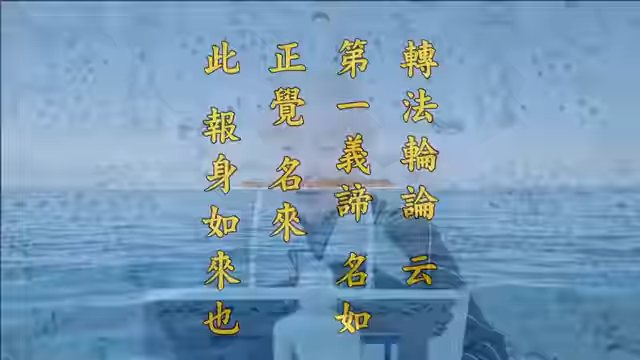 轉法輪論 云
第一義諦 名如
正覺 名來
此 報身如來也